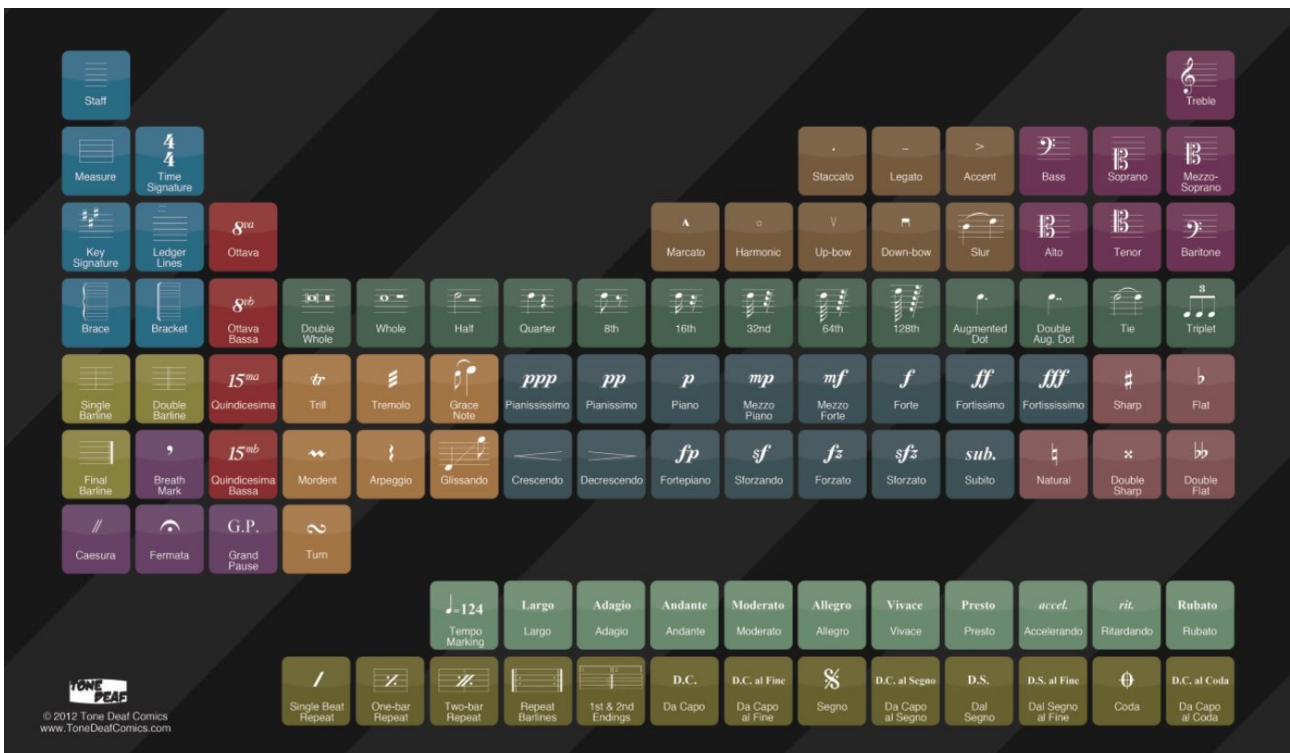 Staff
Treble
4
4
Measure
Time
Signature
Staccato
Legato
Accent
Bass
Soprano
Mezzo-
Soprano
8va
Key
Signature
Ledger
Lines
Ottava
Marcato
Harmonic
Up-bow
Down-bow
Slur
Alto
Tenor
Baritone
8vb
3
Brace
Bracket
Ottava
Bassa
Double
Whole
Whole
Half
Quarter
8th
16th
32nd
64th
128th
Augmented
Dot
Double
Aug. Dot
Tie
Triplet
15ma tr ppp pp p mp mf f ff fff
Single
Barline
Double
Barline
Quindicesima
Trill
Tremolo
Grace
Note
Pianississimo
Pianissimo
Piano
Mezzo
Piano
Mezzo
Forte
Forte
Fortissimo
Fortississimo
Sharp
Flat
15mb fp sf fz sfz sub.
Final
Barline
Breath
Mark
Quindicesima
Bassa
Mordent
Arpeggio
Glissando
Crescendo
Decrescendo
Fortepiano
Sforzando
Forzato
Sforzato
Subito
Natural
Double
Sharp
Double
Flat
G.P.
Caesura
Fermata
Grand
Pause
Turn
♩=124 Largo Adagio Andante Moderato Allegro Vivace Presto accel. rit. Rubato
Tempo
Marking
Largo
Adagio
Andante
Moderato
Allegro
Vivace
Presto
Accelerando
Ritardando
Rubato
D.C. D.C. al Fine D.C. al Segno D.S. D.S. al Fine D.C. al Coda
Single Beat
Repeat
One-bar
Repeat
Two-bar
Repeat
Repeat
Barlines
1st & 2nd
Endings
Da Capo
Da Capo
al Fine
Segno
Da Capo
al Segno
Dal
Segno
Dal Segno
al Fine
Coda
Da Capo
al Coda
TONE
DEAF
© 2012 Tone Deaf Comics
www.ToneDeafComics.com